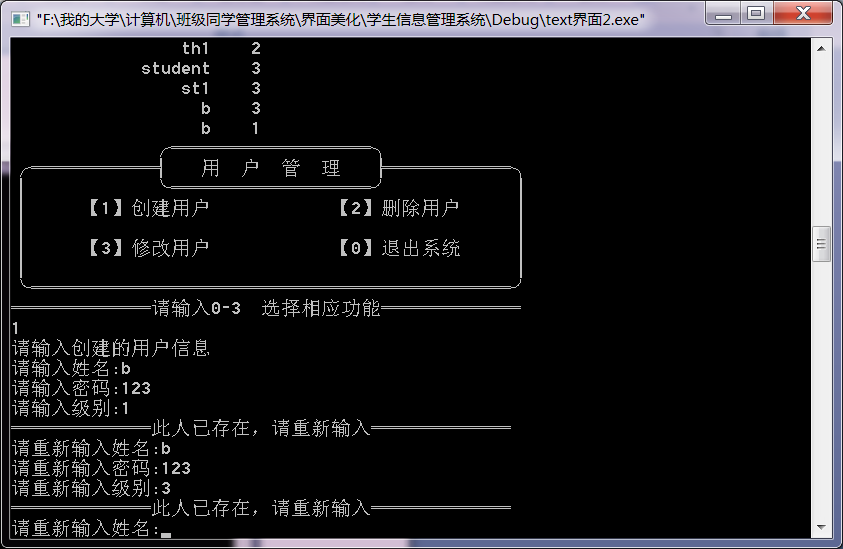 "F:\我的大学\计算机\班级同学管理系统\界面美化\学生信息管理系统\Debug\text界面2.exe"
th1 2
student 3
st1 3
b 3
b 1
用 户 管 理
【1】创建用户 【2】删除用户
【3】修改用户 【0】退出系统
请输入0-3 选择相应功能
1
请输入创建的用户信息
请输入姓名:b
请输入密码:123
请输入级别:1
此人已存在，请重新输入
请重新输入姓名:b
请重新输入密码:123
请重新输入级别:3
此人已存在，请重新输入
请重新输入姓名:_